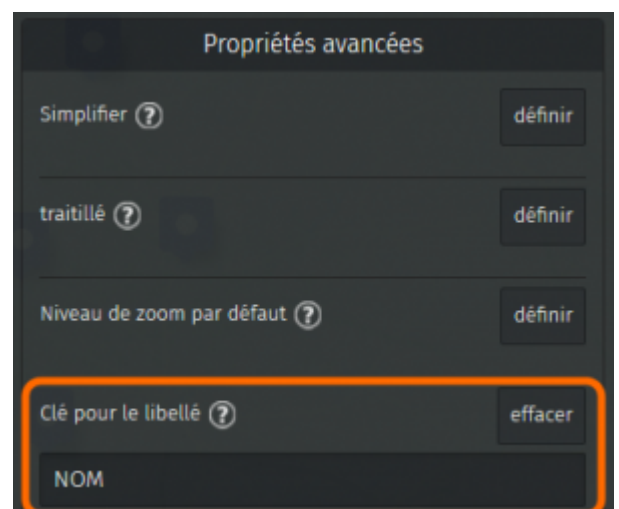 Propriétés avancées
Simplifier ? définir
traitillé ? définir
Niveau de zoom par défaut ? définir
Clé pour le libellé ? effacer
NOM